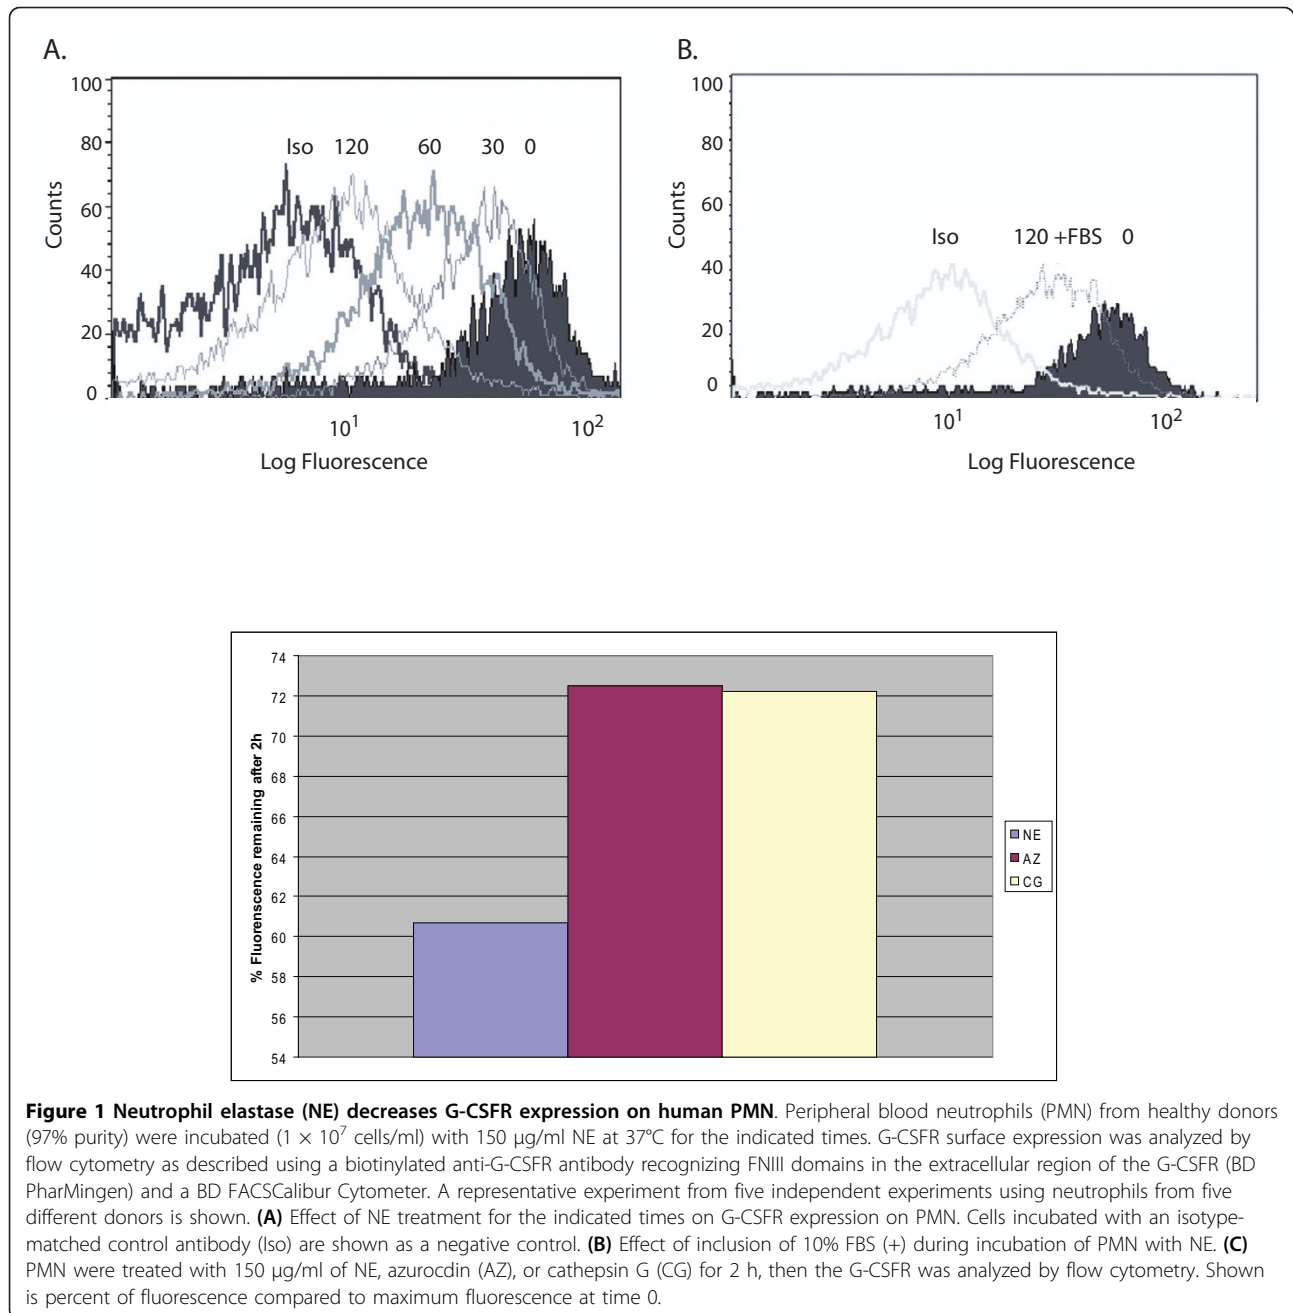 A.
100
80
60
40
20
0
Counts
Iso 120 60 30 0
10^1 10^2
Log Fluorescence
B.
100
80
60
40
20
0
Counts
Iso 120 +FBS 0
10^1 10^2
Log Fluorescence
74
72
70
68
66
64
62
60
58
56
54
% Fluorenscence remaining after 2h
NE
AZ
CG
Figure 1 Neutrophil elastase (NE) decreases G-CSFR expression on human PMN. Peripheral blood neutrophils (PMN) from healthy donors
(97% purity) were incubated (1 × 10^7 cells/ml) with 150 μg/ml NE at 37°C for the indicated times. G-CSFR surface expression was analyzed by
flow cytometry as described using a biotinylated anti-G-CSFR antibody recognizing FNIII domains in the extracellular region of the G-CSFR (BD
PharMingen) and a BD FACSCalibur Cytometer. A representative experiment from five independent experiments using neutrophils from five
different donors is shown. (A) Effect of NE treatment for the indicated times on G-CSFR expression on PMN. Cells incubated with an isotype-
matched control antibody (Iso) are shown as a negative control. (B) Effect of inclusion of 10% FBS (+) during incubation of PMN with NE. (C)
PMN were treated with 150 μg/ml of NE, azurocdin (AZ), or cathepsin G (CG) for 2 h, then the G-CSFR was analyzed by flow cytometry. Shown
is percent of fluorescence compared to maximum fluorescence at time 0.